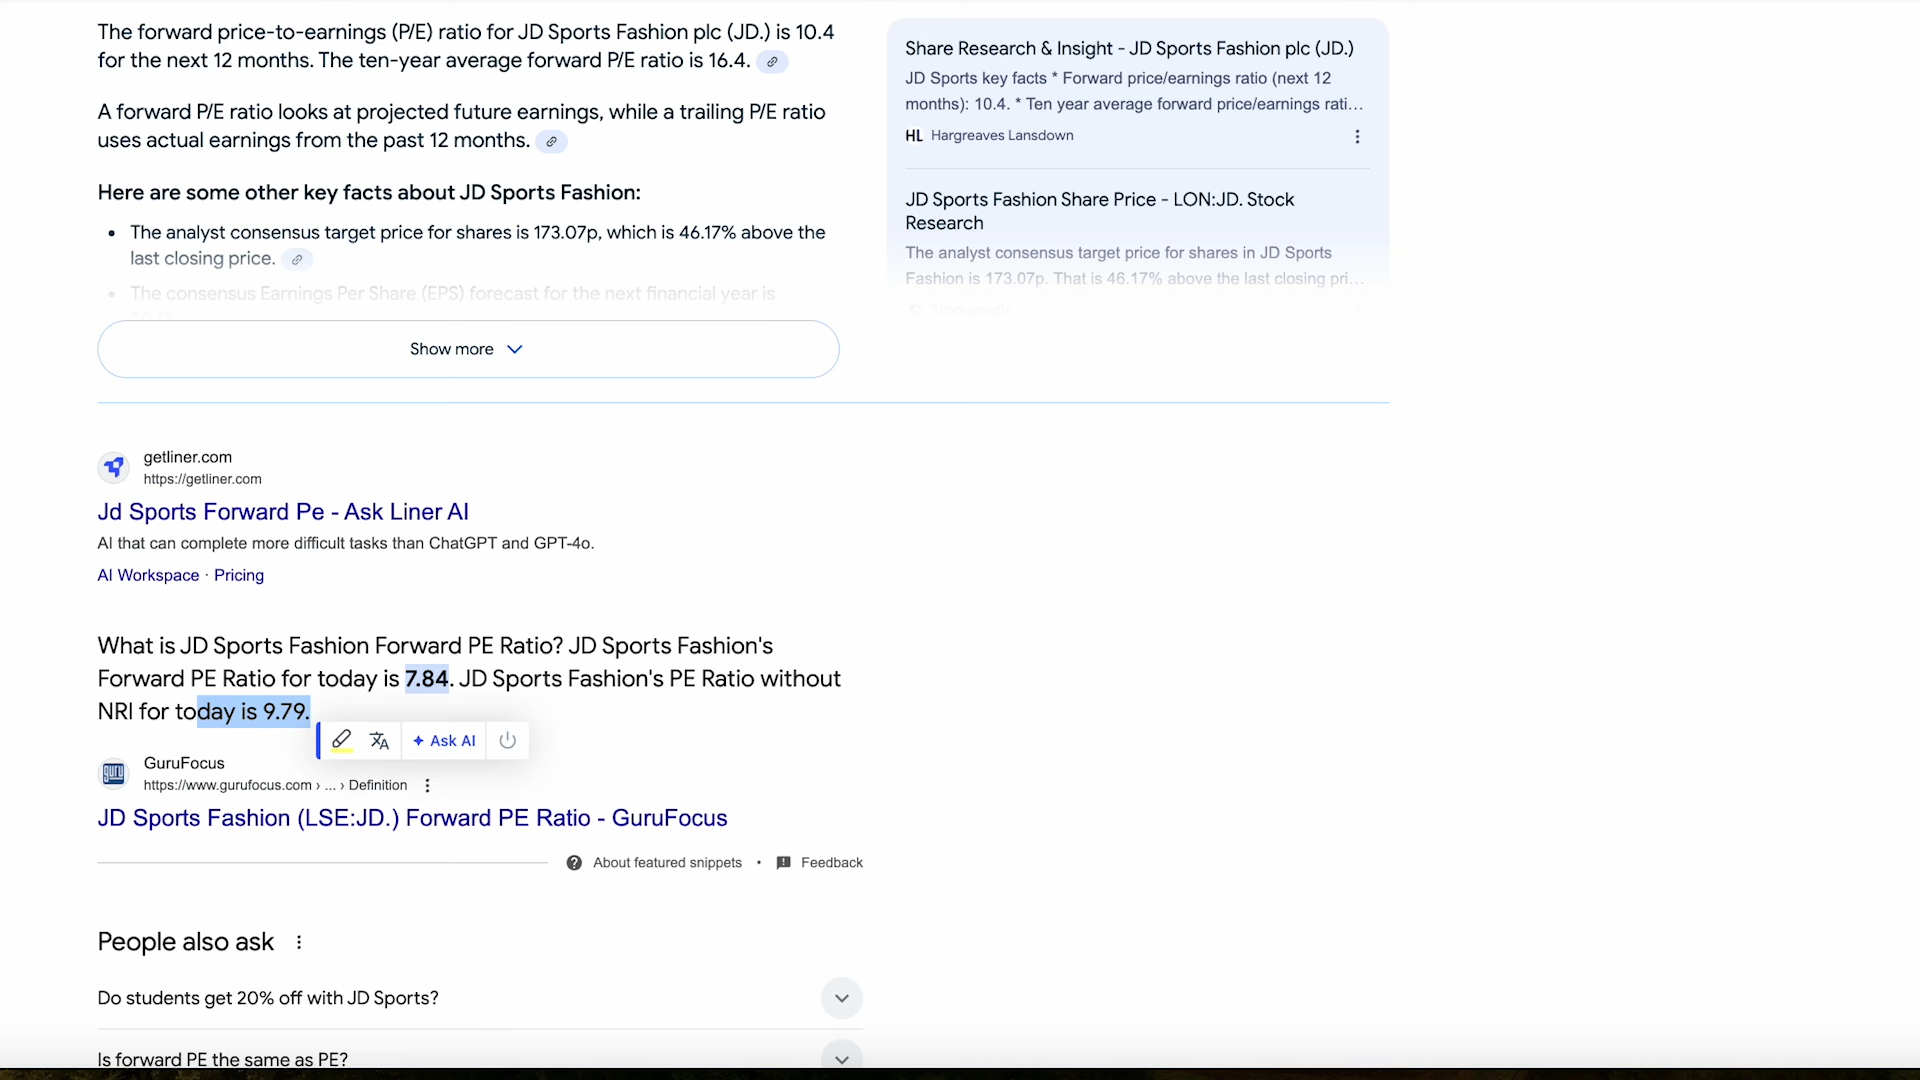 The forward price-to-earnings (P/E) ratio for JD Sports Fashion plc (JD.) is 10.4
for the next 12 months. The ten-year average forward P/E ratio is 16.4.
A forward P/E ratio looks at projected future earnings, while a trailing P/E ratio
uses actual earnings from the past 12 months.
Here are some other key facts about JD Sports Fashion:
• The analyst consensus target price for shares is 173.07p, which is 46.17% above the
last closing price.
• The consensus Earnings Per Share (EPS) forecast for the next financial year is
Show more
Share Research & Insight - JD Sports Fashion plc (JD.)
JD Sports key facts * Forward price/earnings ratio (next 12
months): 10.4. * Ten year average forward price/earnings rati...
HL Hargreaves Lansdown
JD Sports Fashion Share Price - LON:JD. Stock
Research
The analyst consensus target price for shares in JD Sports
Fashion is 173.07p. That is 46.17% above the last closing pri...
Stockopedia
getliner.com
https://getliner.com
Jd Sports Forward Pe - Ask Liner AI
AI that can complete more difficult tasks than ChatGPT and GPT-4o.
AI Workspace · Pricing
What is JD Sports Fashion Forward PE Ratio? JD Sports Fashion's
Forward PE Ratio for today is 7.84. JD Sports Fashion's PE Ratio without
NRI for today is 9.79.
Ask AI
guru
GuruFocus
https://www.gurufocus.com › ... › Definition
JD Sports Fashion (LSE:JD.) Forward PE Ratio - GuruFocus
About featured snippets • Feedback
People also ask
Do students get 20% off with JD Sports?
Is forward PE the same as PE?